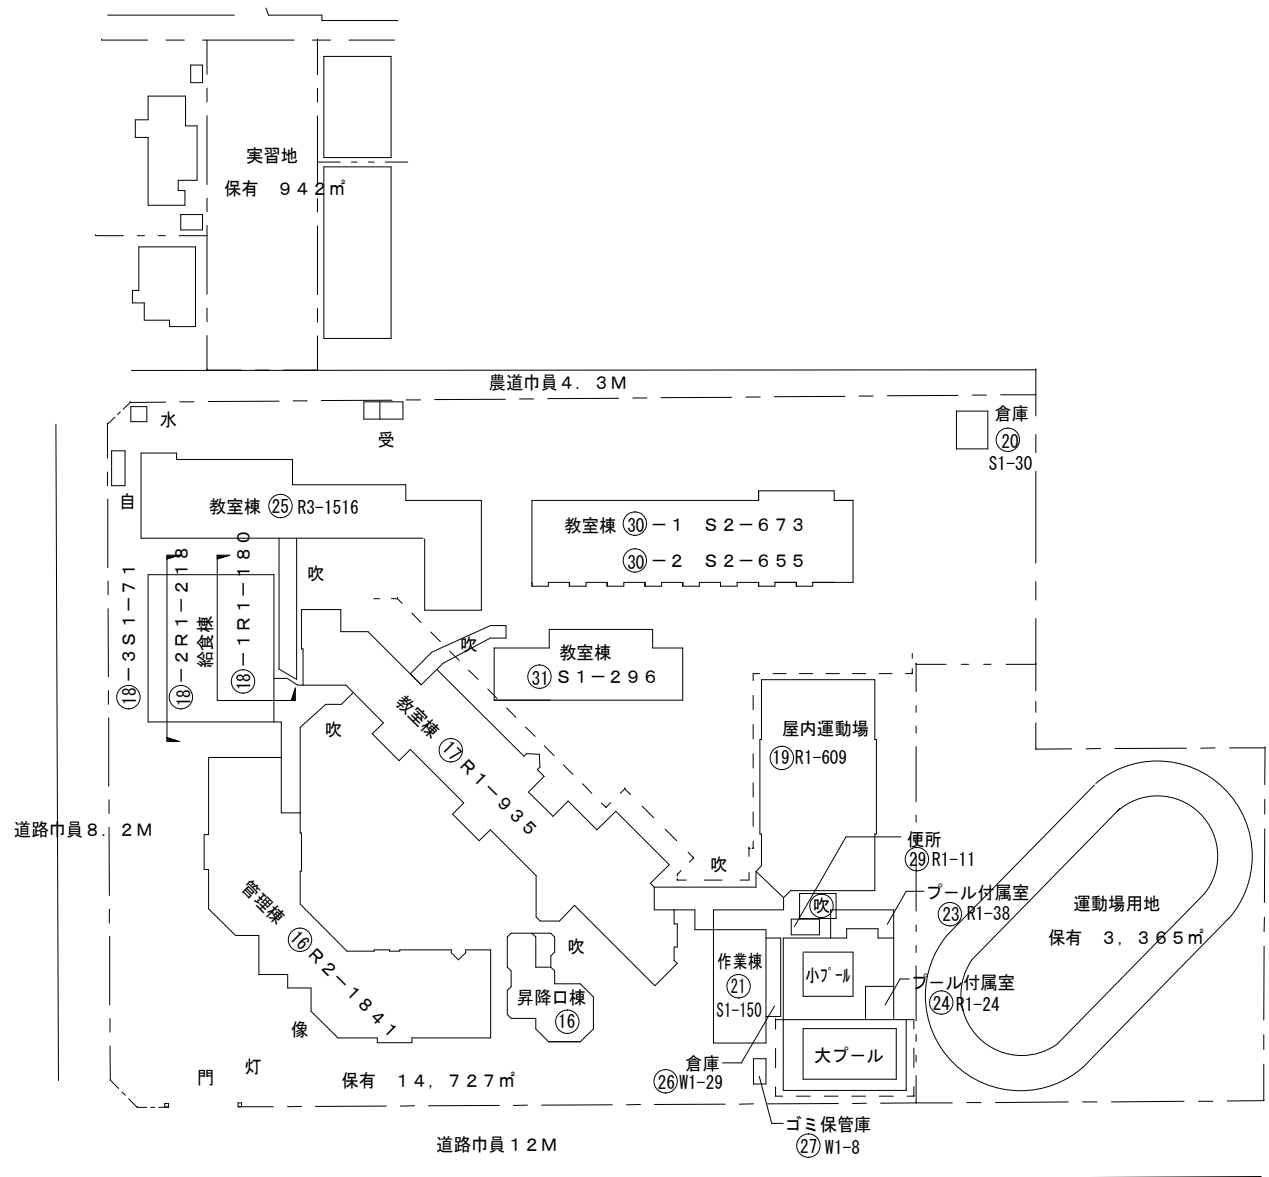 実習地
保有　９４２㎡
農道巾員４．３Ｍ
水
受
倉庫
⑳
S1-30
自
教室棟 ㉕ R3-1516
教室棟 ㉚－１　Ｓ２－６７３
㉚－２　Ｓ２－６５５
⑱－３Ｓ１－７１
⑱－２Ｒ１－２１８
給食棟
⑱－１Ｒ１－１８０
吹
吹
教室棟
㉛Ｓ１－２９６
吹
教室棟 ⑰Ｒ１－９３５
屋内運動場
⑲R1-609
道路巾員８．２Ｍ
便所
㉙R1-11
吹
プール付属室
㉓R1-38
吹
運動場用地
保有　３，３６５㎡
管理棟 ⑯Ｒ２－１８４１
吹
作業棟
㉑
S1-150
小ﾌﾟｰﾙ
プール付属室
㉔R1-24
昇降口棟
⑯
像
大プール
倉庫
㉖W1-29
灯
門
保有　１４，７２７㎡
ゴミ保管庫
㉗W1-8
道路巾員１２Ｍ